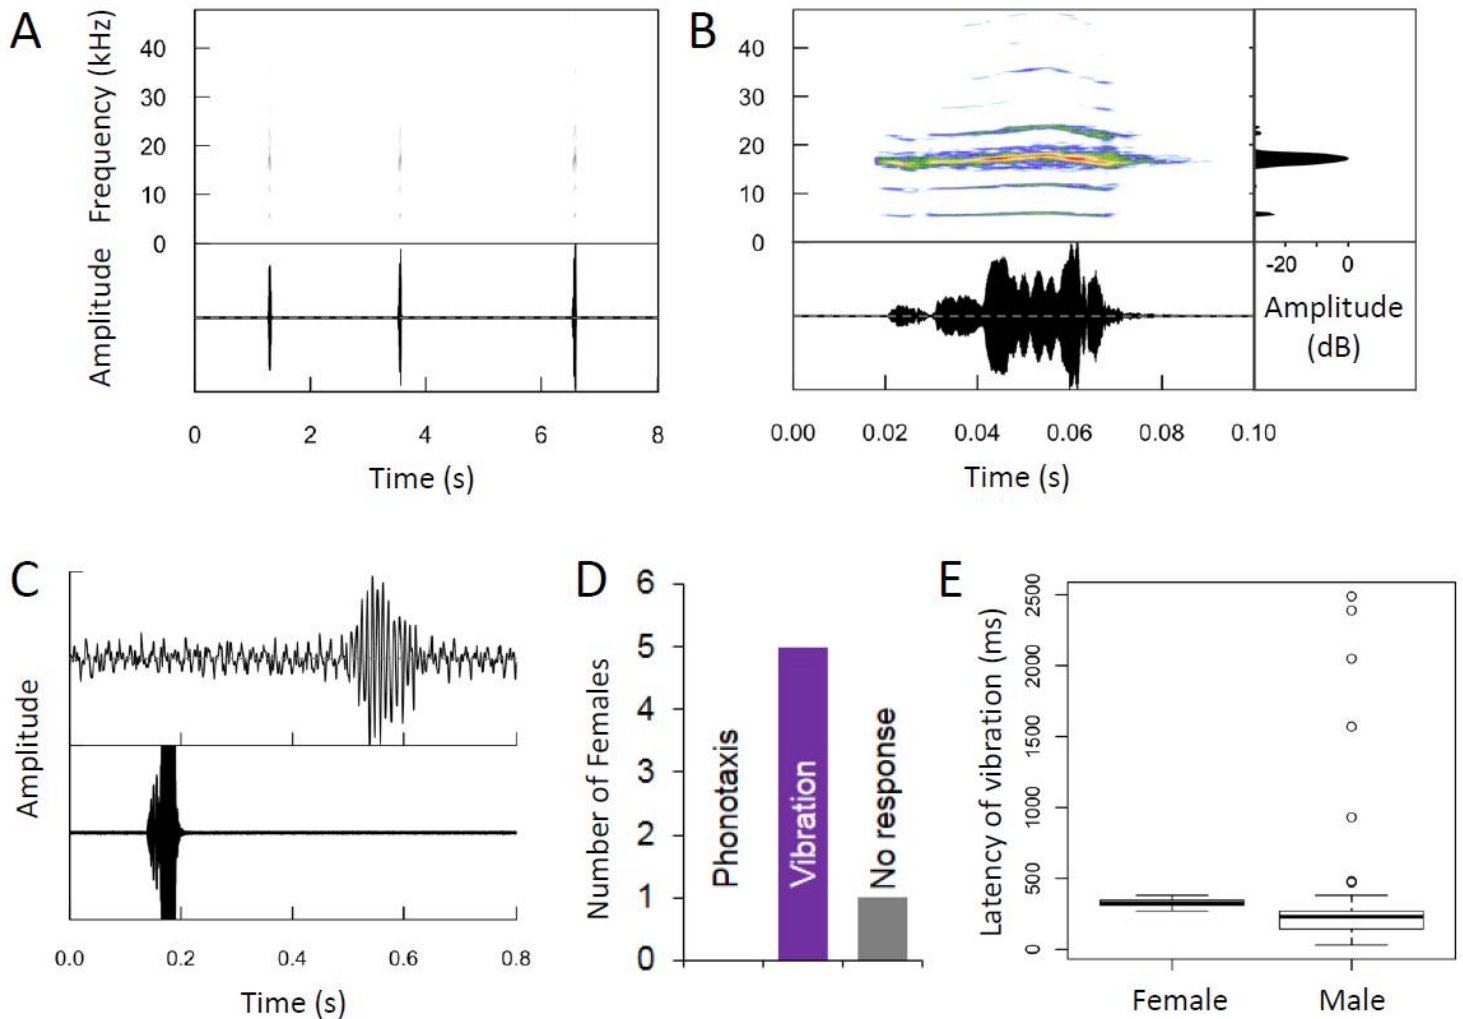 A
Frequency (kHz)
40
30
20
10
0
Amplitude
0 2 4 6 8
Time (s)
B
40
30
20
10
0
-20 0
Amplitude
(dB)
0.00 0.02 0.04 0.06 0.08 0.10
Time (s)
C
Amplitude
0.0 0.2 0.4 0.6 0.8
Time (s)
D
Number of Females
6
5
4
3
2
1
0
Phonotaxis
Vibration
No response
E
Latency of vibration (ms)
2500
2000
1500
1000
500
0
Female Male